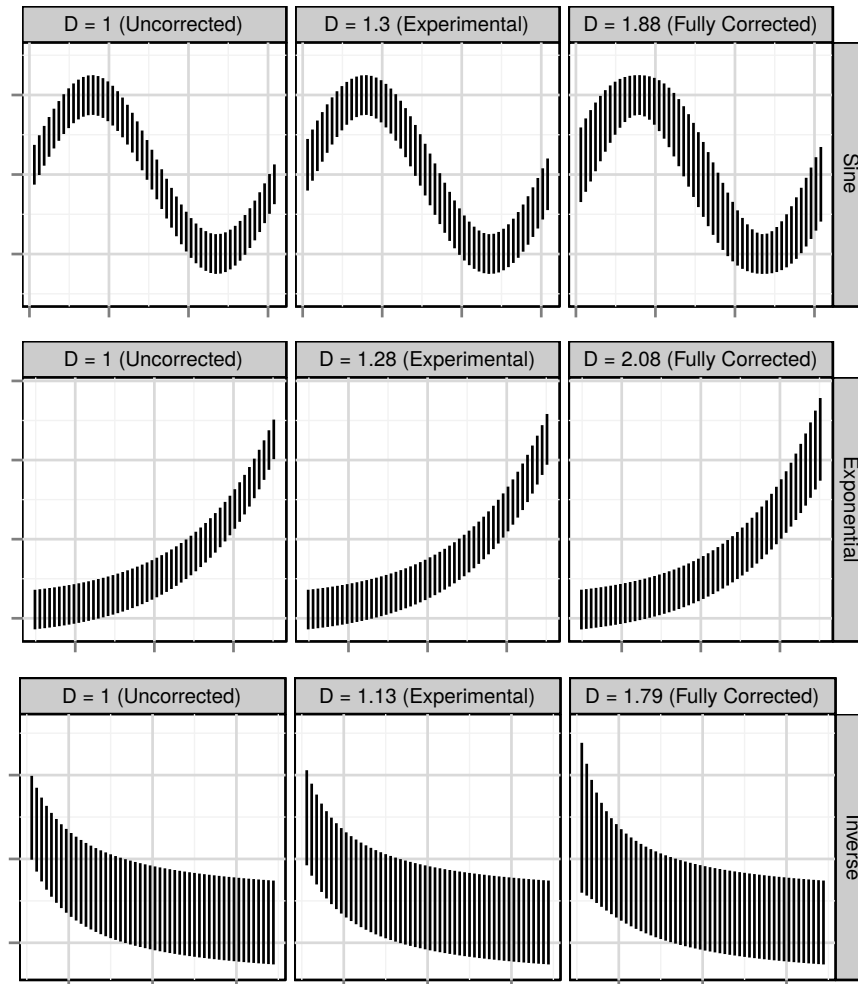 D = 1 (Uncorrected)
D = 1.3 (Experimental)
D = 1.88 (Fully Corrected)
Sine
D = 1 (Uncorrected)
D = 1.28 (Experimental)
D = 2.08 (Fully Corrected)
Exponential
D = 1 (Uncorrected)
D = 1.13 (Experimental)
D = 1.79 (Fully Corrected)
Inverse